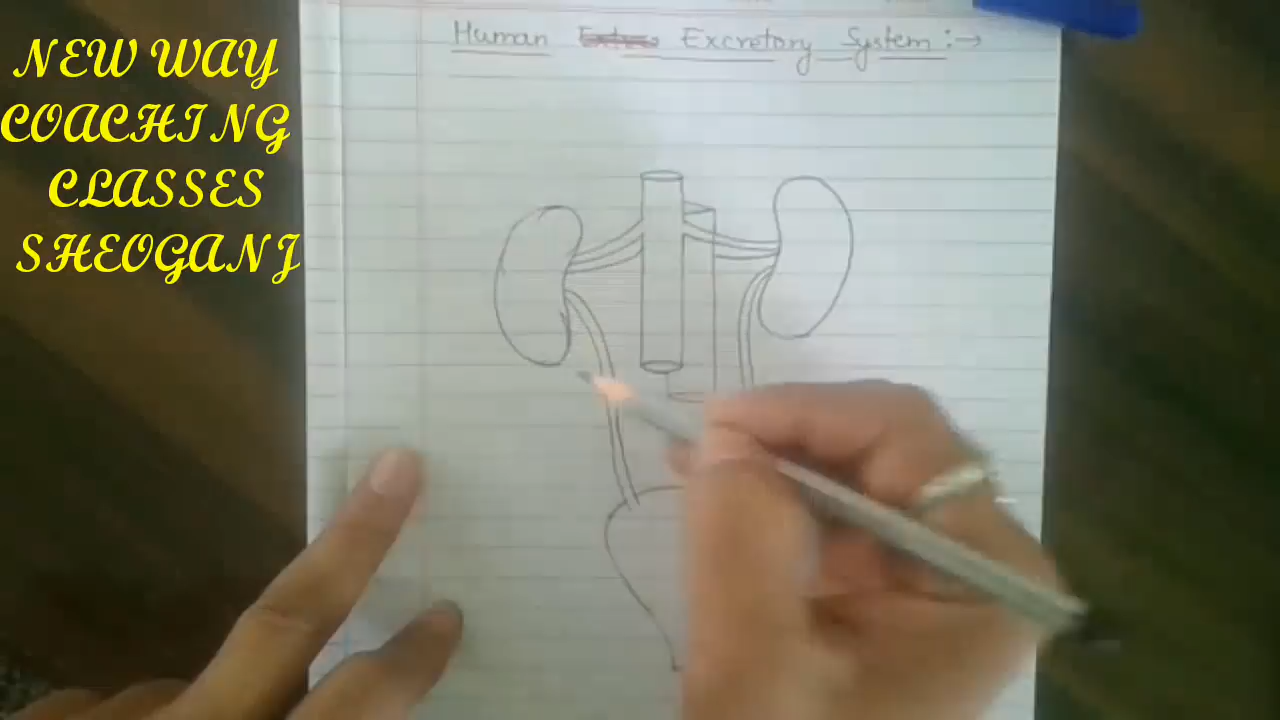 NEW WAY
COACHING
CLASSES
SHEOGANJ
Human Excretory System :→